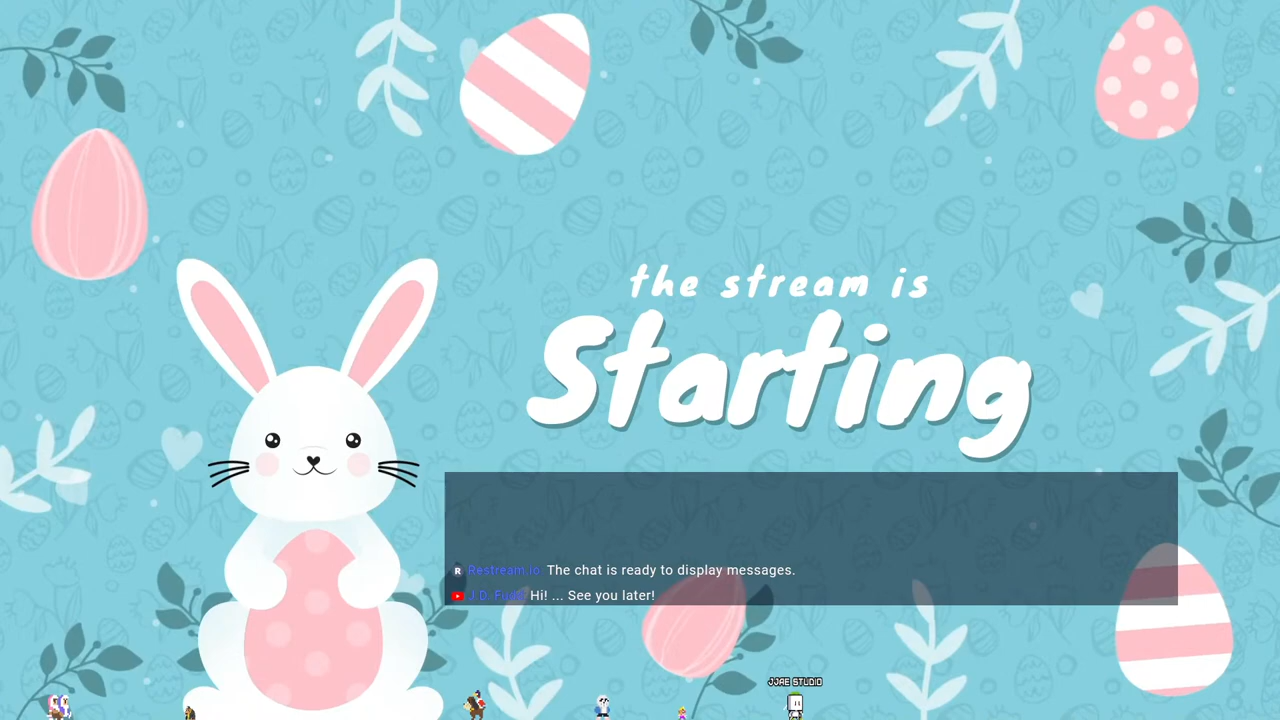 the stream is
Starting
R Restream.io The chat is ready to display messages.
Hi! ... See you later!
JJAE STUDIO